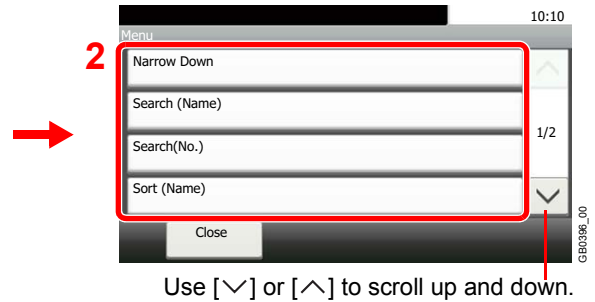 10:10
Menu
2
Narrow Down
Search (Name)
Search(No.)
1/2
Sort (Name)
Close
GB0396_00
Use [∨] or [∧] to scroll up and down.